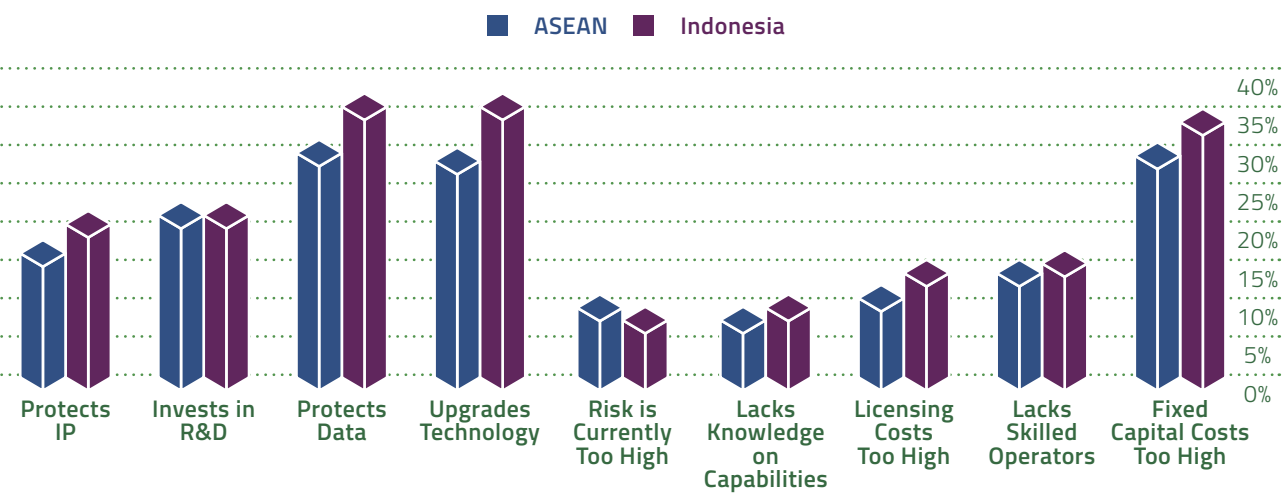 ASEAN Indonesia
40%
35%
30%
25%
20%
15%
10%
5%
0%
Protects
IP
Invests in
R&D
Protects
Data
Upgrades
Technology
Risk is
Currently
Too High
Lacks
Knowledge
on
Capabilities
Licensing
Costs
Too High
Lacks
Skilled
Operators
Fixed
Capital Costs
Too High